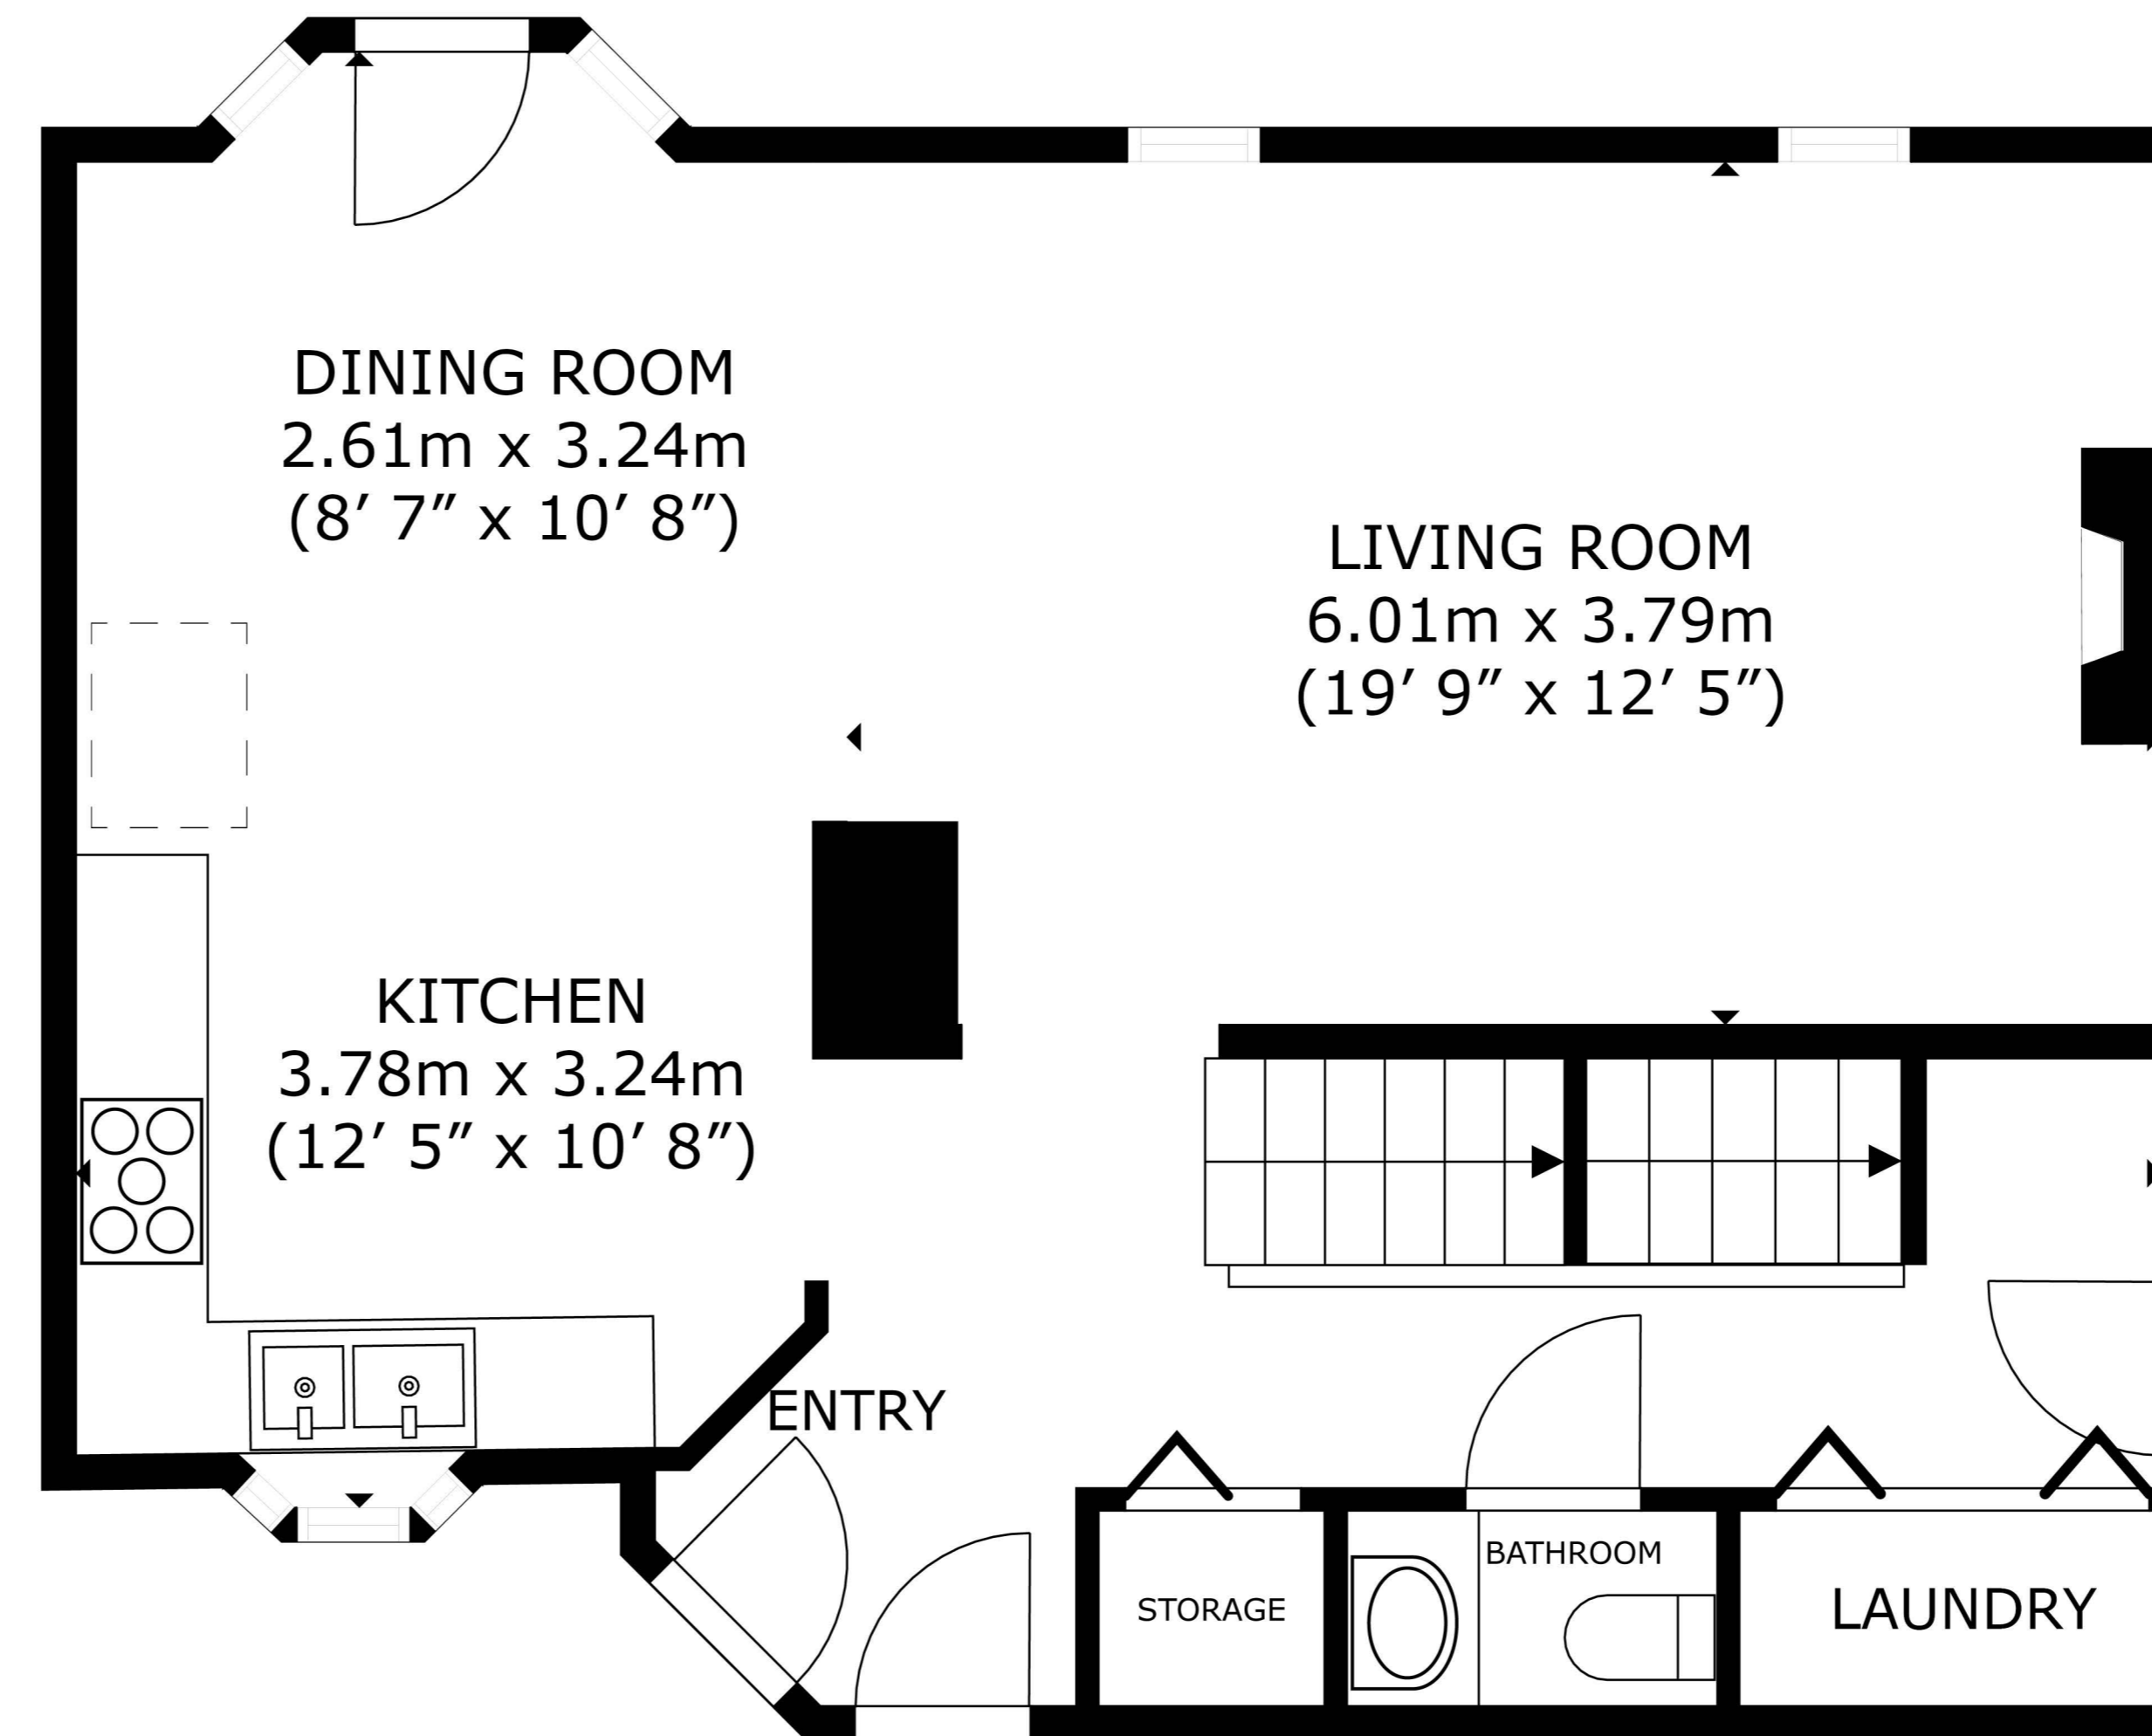 DINING ROOM
2.61m x 3.24m
(8′ 7″ x 10′ 8″)
LIVING ROOM
6.01m x 3.79m
(19′ 9″ x 12′ 5″)
KITCHEN
3.78m x 3.24m
(12′ 5″ x 10′ 8″)
ENTRY
STORAGE
BATHROOM
LAUNDRY